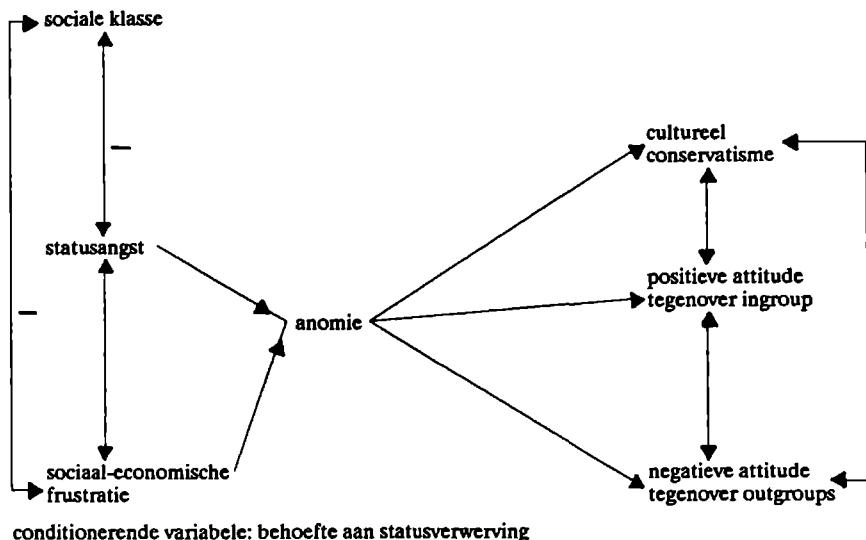 sociale klasse
cultureel
conservatisme
statusangst
positieve attitude
tegenover ingroup
anomie
sociaal-economische
frustratie
negatieve attitude
tegenover outgroups
conditionerende variabele: behoefte aan statusverwerving